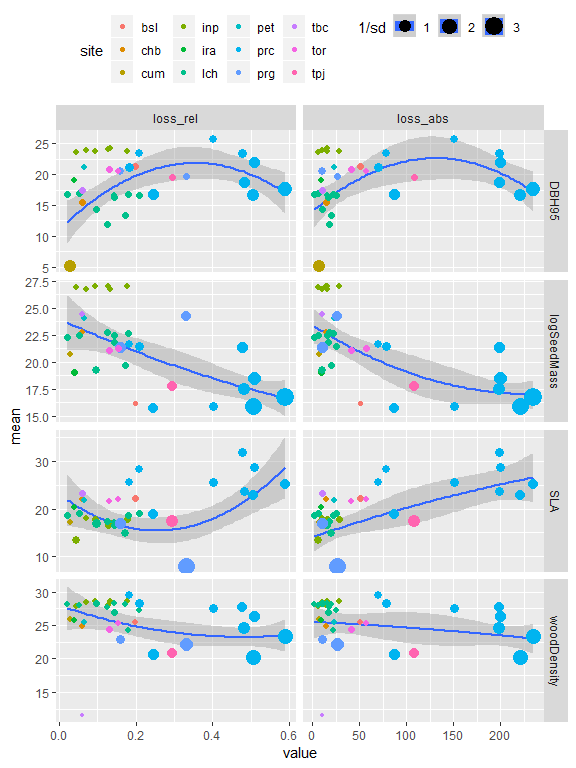 site
bsl inp pet tbc
chb ira prc tor
cum lch prg tpj
1/sd 1 2 3
loss_rel loss_abs
25
20
15
10
5
DBH95
27.5
25.0
22.5
20.0
17.5
15.0
logSeedMass
mean
30
20
10
SLA
30
25
20
15
woodDensity
0.0 0.2 0.4 0.6 0 50 100 150 200
value